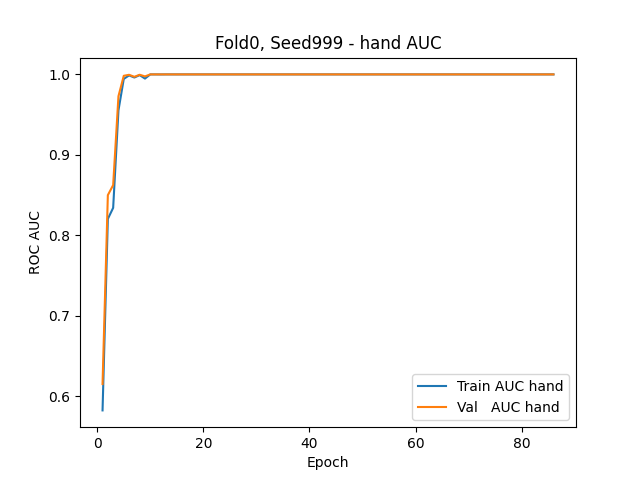 Fold0, Seed999 - hand AUC
1.0
0.9
0.8
0.7
0.6
ROC AUC
Train AUC hand
Val   AUC hand
0
20
40
60
80
Epoch